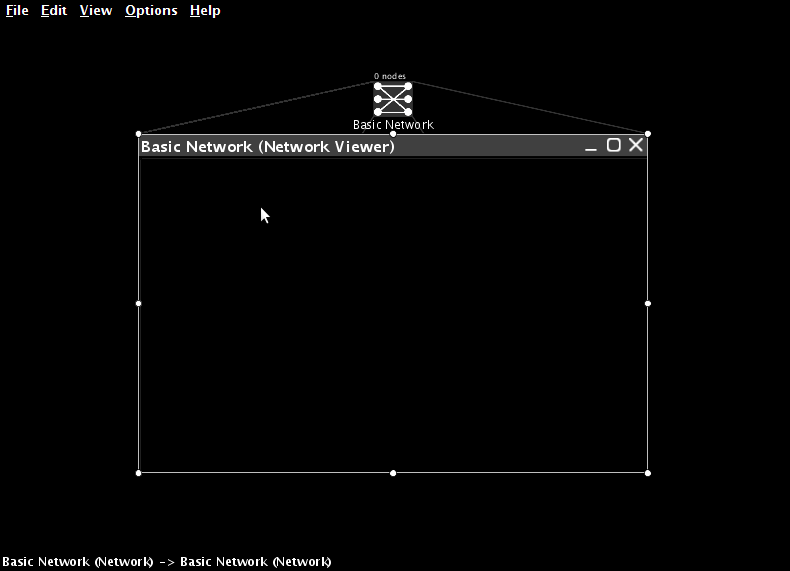 File Edit View Options Help
0 nodes
Basic Network
Basic Network (Network Viewer)
Basic Network (Network) -> Basic Network (Network)